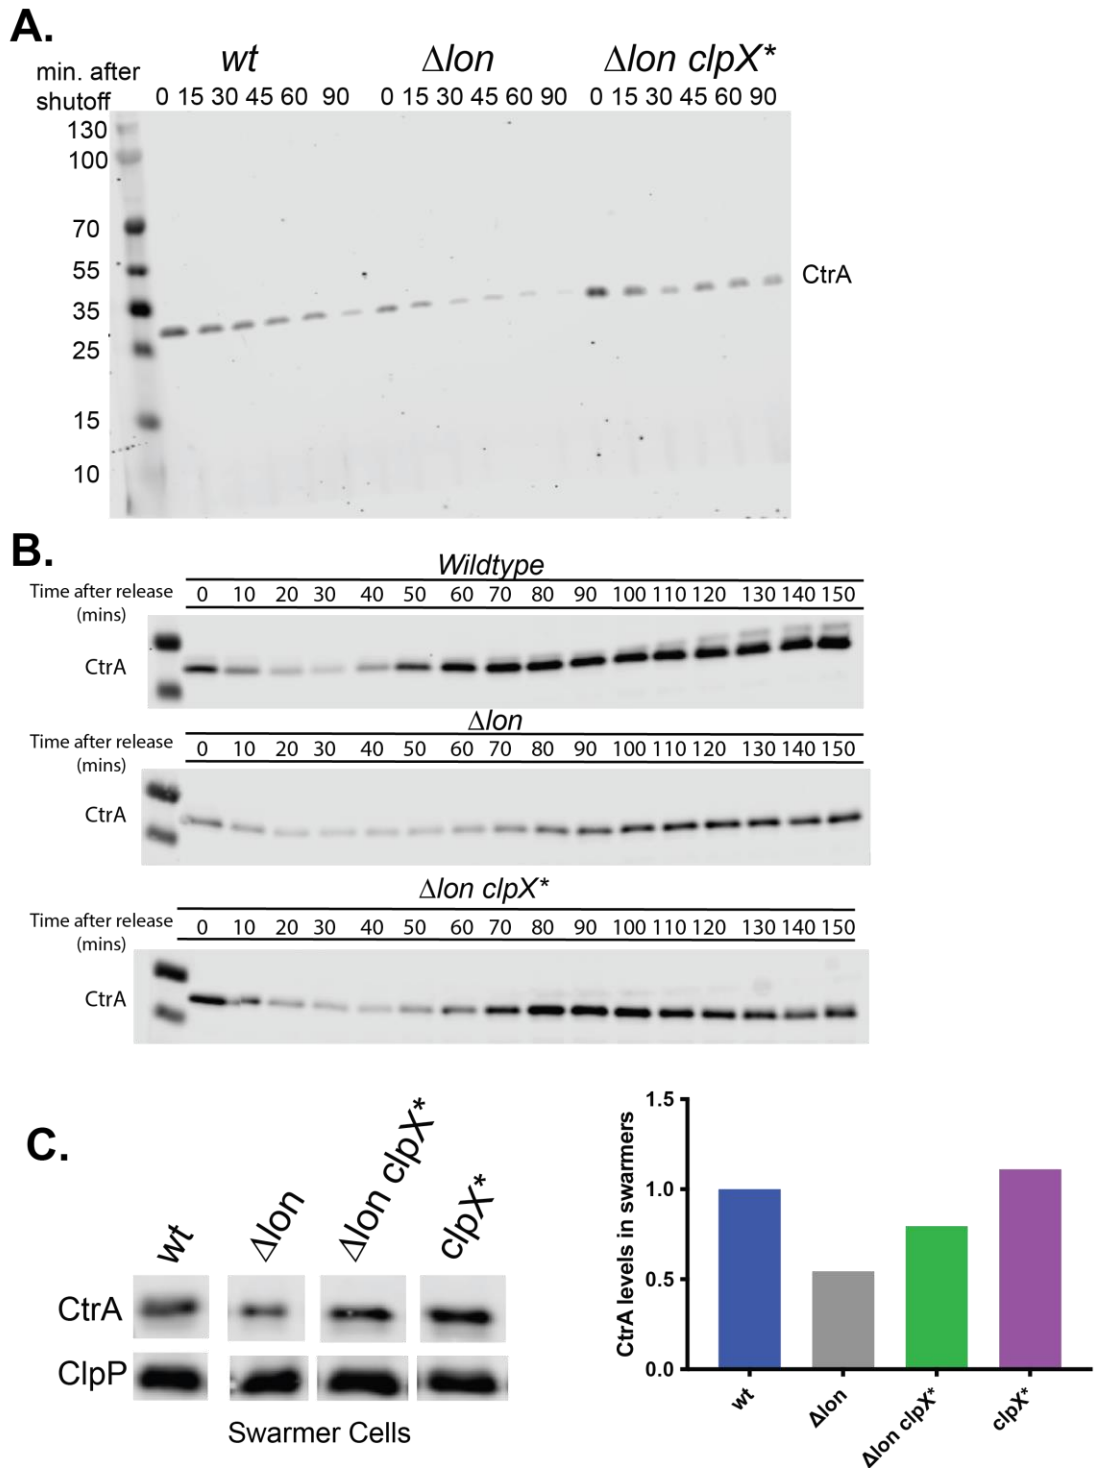 A.
wt Δlon Δlon clpX*
min. after
shutoff 0 15 30 45 60 90 0 15 30 45 60 90 0 15 30 45 60 90
130
100
70
55
CtrA
35
25
15
10
B.
Wildtype
Time after release
(mins)
0 10 20 30 40 50 60 70 80 90 100 110 120 130 140 150
CtrA
Δlon
Time after release
(mins)
0 10 20 30 40 50 60 70 80 90 100 110 120 130 140 150
CtrA
Δlon clpX*
Time after release
(mins)
0 10 20 30 40 50 60 70 80 90 100 110 120 130 140 150
CtrA
C.
wt Δlon Δlon clpX* clpX*
CtrA
ClpP
Swarmer Cells
CtrA levels in swarmers
1.5
1.0
0.5
0.0
wt Δlon Δlon clpX* clpX*